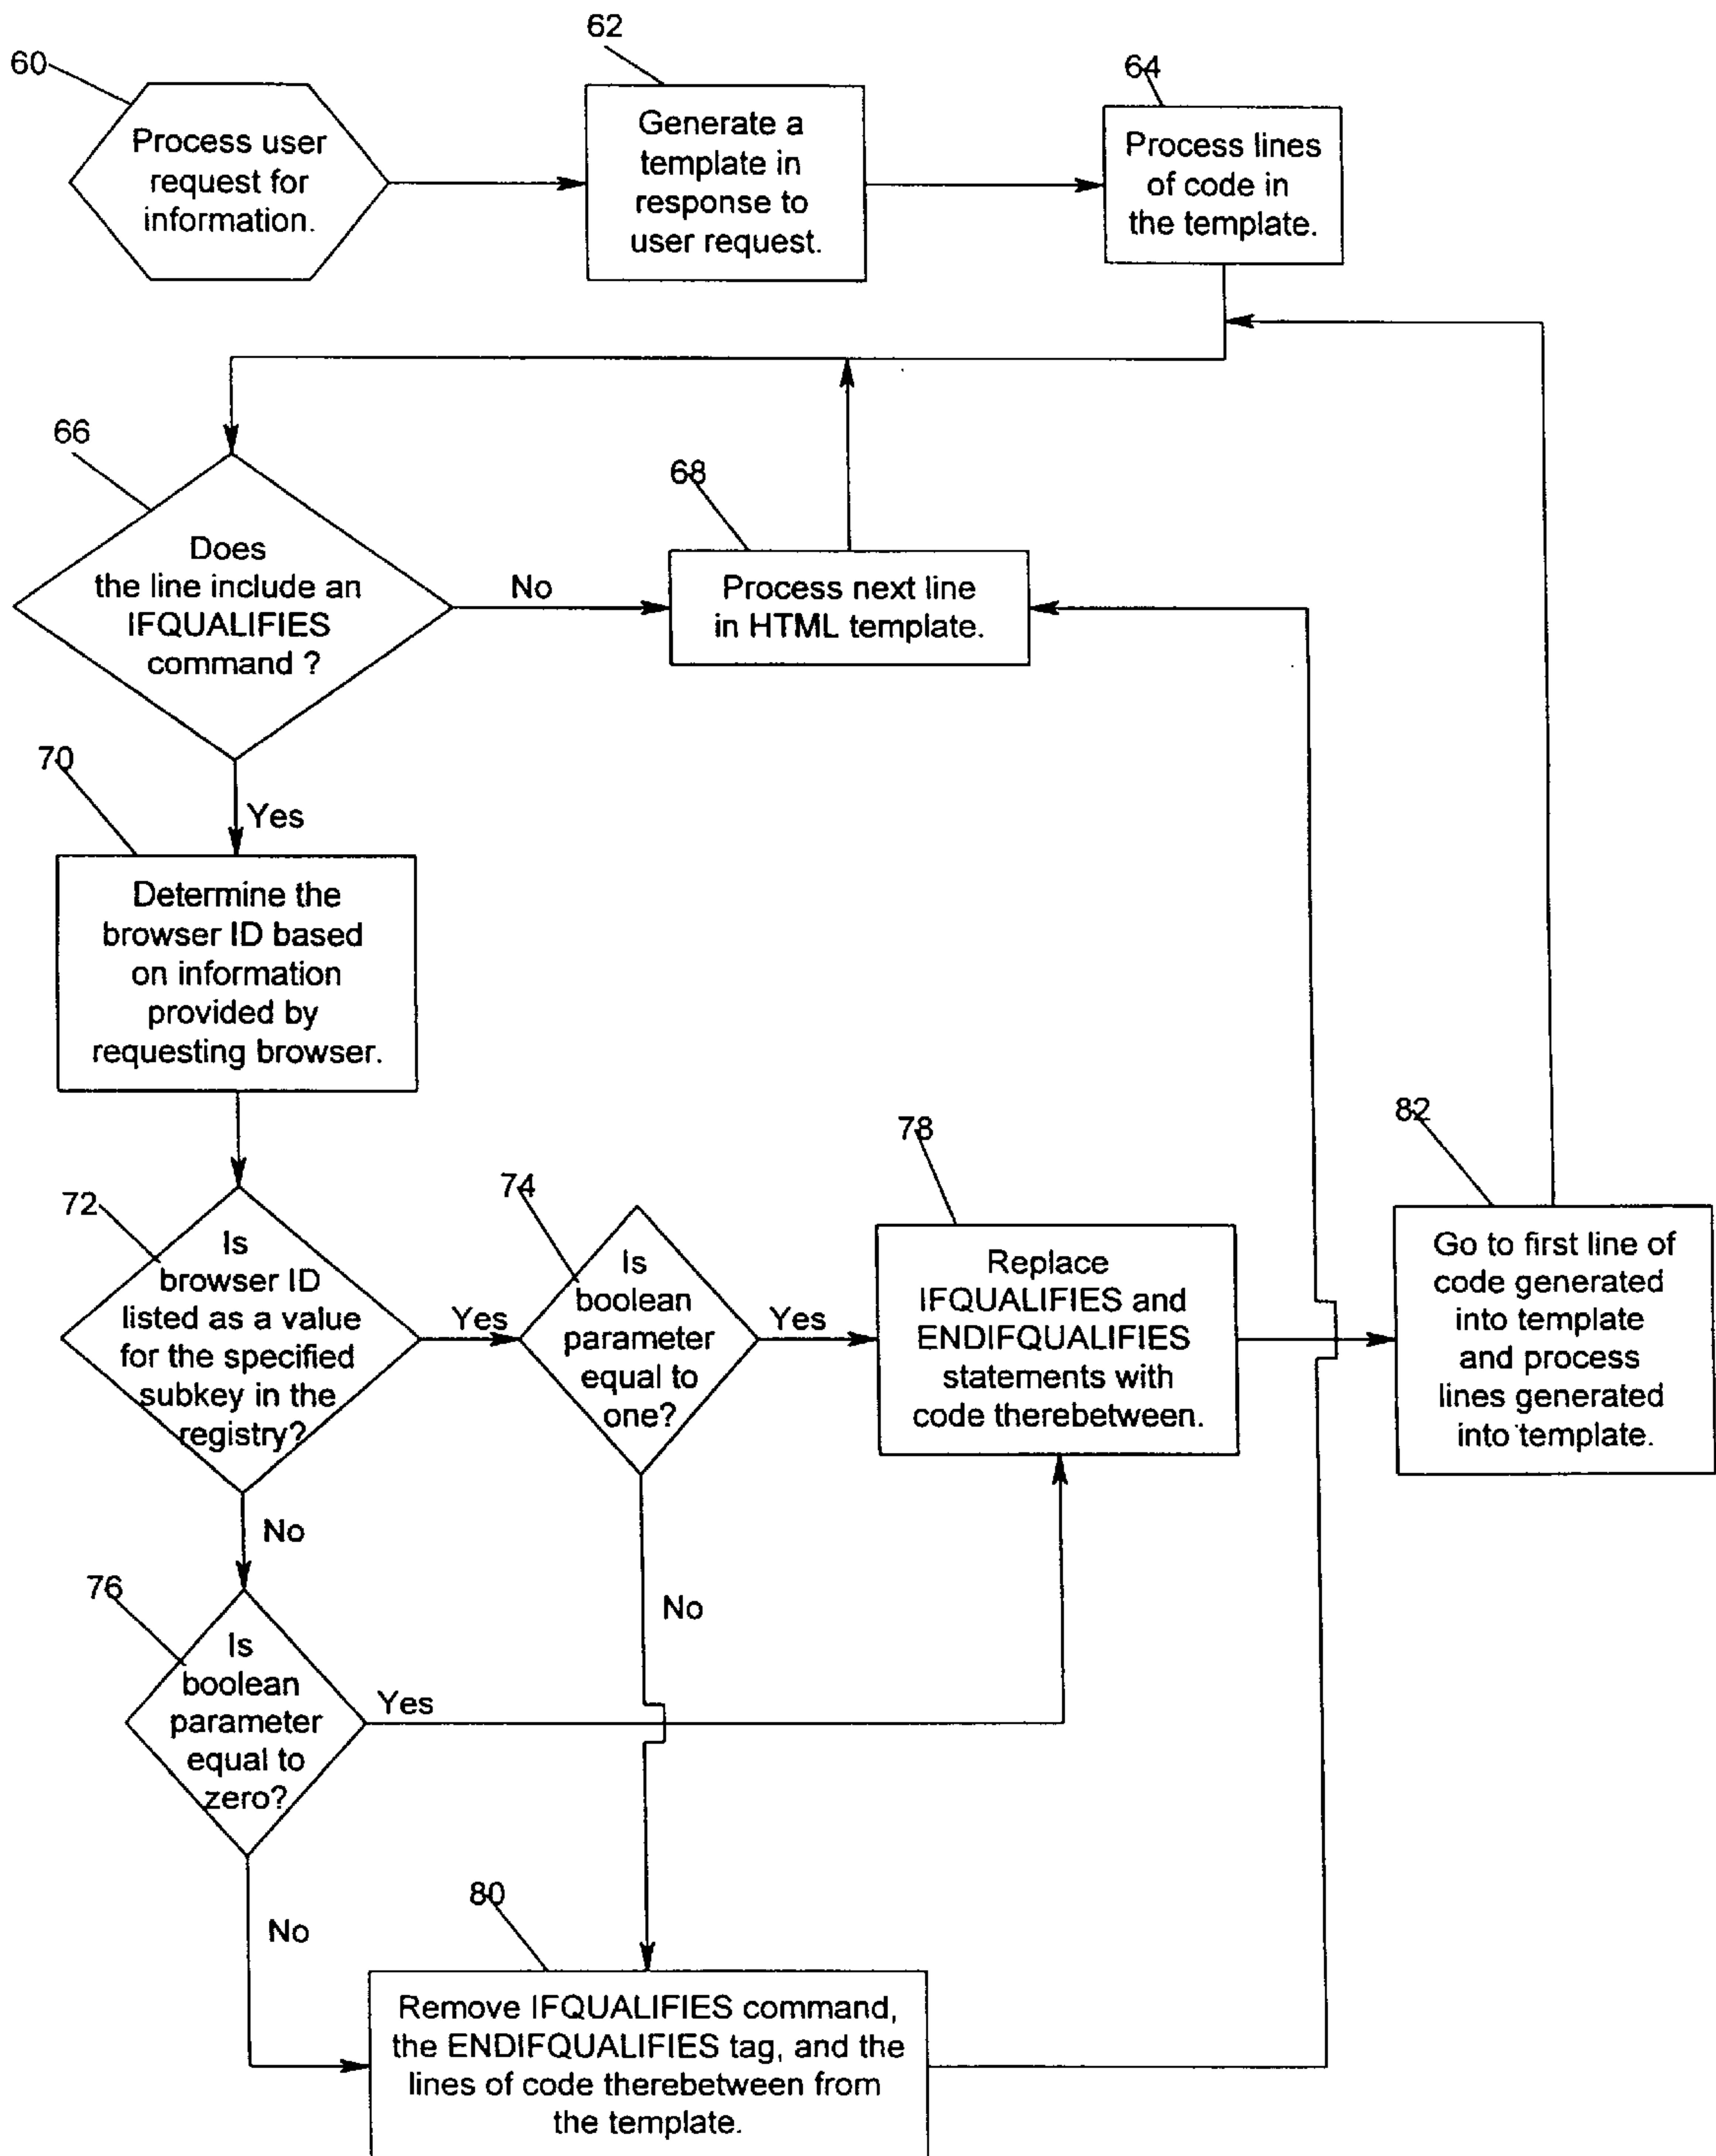 60
Process user
request for
information.
62
Generate a
template in
response to
user request.
64
Process lines
of code in
the template.
66
Does
the line include an
IFQUALIFIES
command ?
No
68
Process next line
in HTML template.
Yes
70
Determine the
browser ID based
on information
provided by
requesting browser.
72
Is
browser ID
listed as a value
for the specified
subkey in the
registry?
Yes
74
Is
boolean
parameter
equal to
one?
Yes
78
Replace
IFQUALIFIES and
ENDIFQUALIFIES
statements with
code therebetween.
82
Go to first line of
code generated
into template
and process
lines generated
into template.
No
No
76
Is
boolean
parameter
equal to
zero?
Yes
No
80
Remove IFQUALIFIES command,
the ENDIFQUALIFIES tag, and the
lines of code therebetween from
the template.